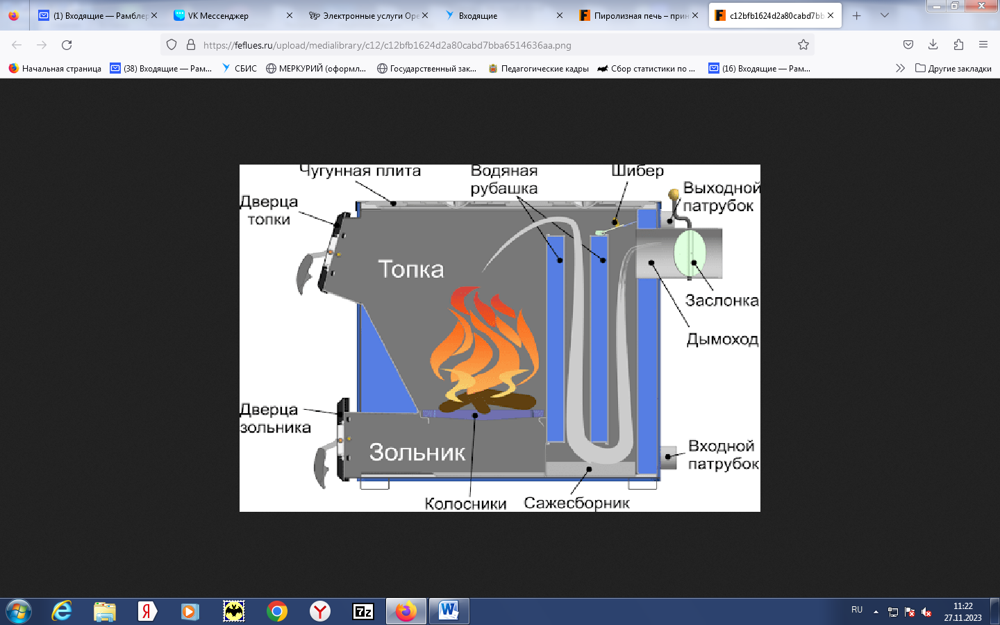 (1) Входящие — Рамблер
VK Мессенджер
Электронные услуги Оре
Входящие
Пиролизная печь – прин
c12bfb1624d2a80cabd7bb
https://feflues.ru/upload/medialibrary/c12/c12bfb1624d2a80cabd7bba6514636aa.png
Начальная страница
(38) Входящие — Рам...
СБИС
МЕРКУРИЙ (оформл...
Государственный зак...
Педагогические кадры
Сбор статистики по ...
(16) Входящие — Рам...
Другие закладки
Чугунная плита
Водяная
рубашка
Шибер
Выходной
патрубок
Дверца
топки
Топка
Заслонка
Дымоход
Дверца
зольника
Зольник
Входной
патрубок
Колосники
Сажесборник
Я
7z
W
RU
11:22
27.11.2023